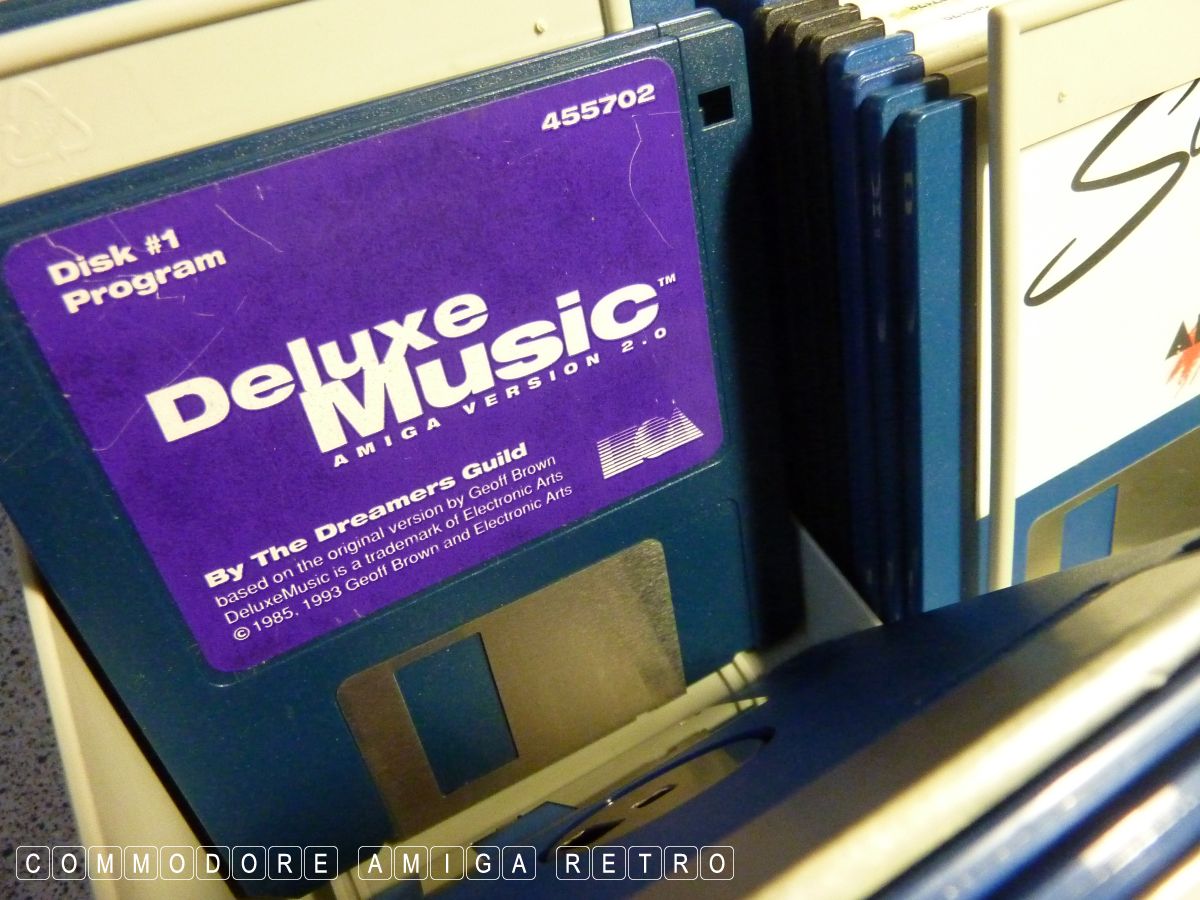 455702
Disk #1
Program
Deluxe
Music™
AMIGA VERSION 2.0
EA
By The Dreamers Guild
based on the original version by Geoff Brown
DeluxeMusic is a trademark of Electronic Arts
© 1985, 1993 Geoff Brown and Electronic Arts
COMMODORE AMIGA RETRO